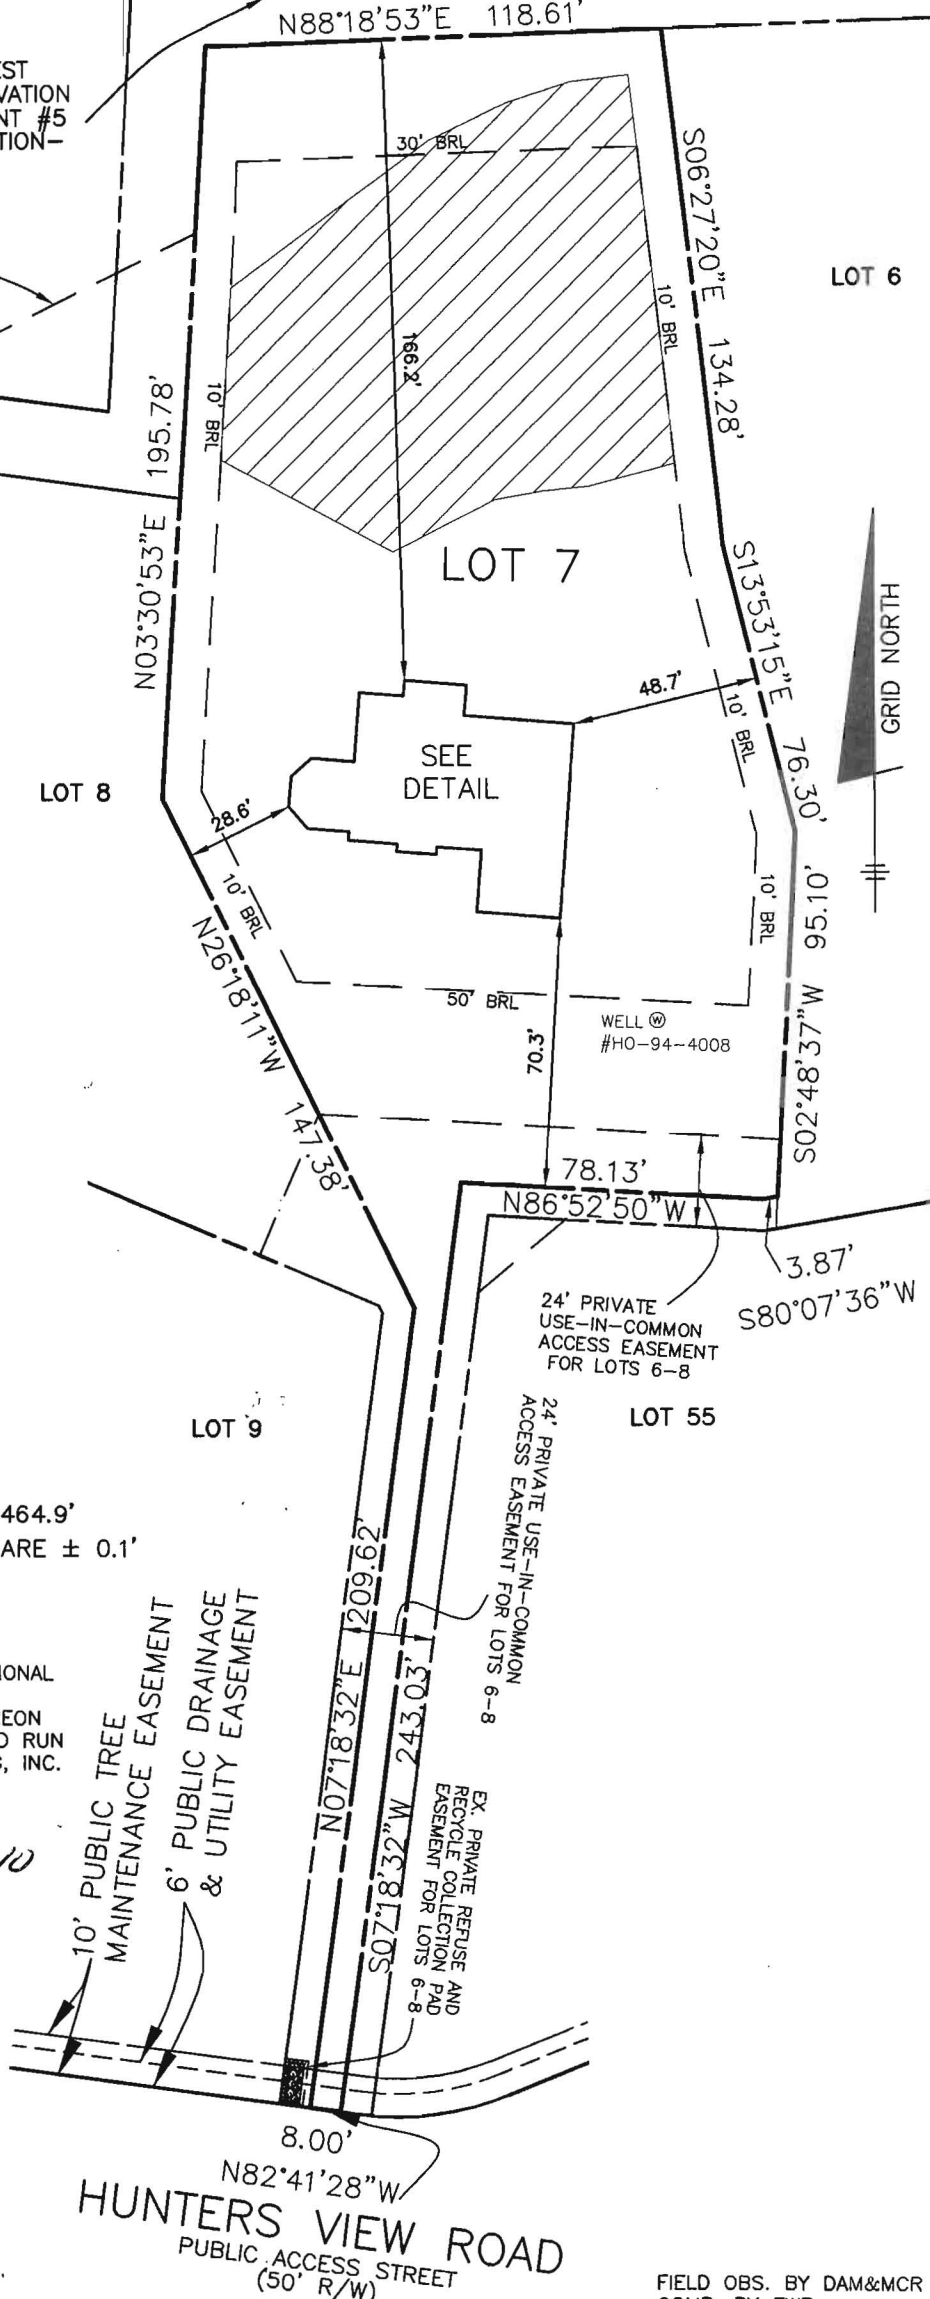 N88°18'53"E 118.61'
EST
VATION
NT #5
TION-
30' BRL
S06°27'20"E 134.28'
LOT 6
10' BRL
166.2'
10' BRL
N03°30'53"E 195.78'
LOT 7
S13°53'15"E 76.30'
GRID NORTH
48.7'
10' BRL
SEE
DETAIL
LOT 8
28.6'
10' BRL
10' BRL
S02°48'37"W 95.10'
N26°18'11"W 147.38'
50' BRL
WELL W
#HO-94-4008
70.3'
78.13'
N86°52'50"W
3.87'
S80°07'36"W
24' PRIVATE
USE-IN-COMMON
ACCESS EASEMENT
FOR LOTS 6-8
LOT 9
LOT 55
24' PRIVATE USE-IN-COMMON
ACCESS EASEMENT FOR LOTS 6-8
464.9'
ARE ± 0.1'
N07°18'32"E 209.62'
S07°18'32"W 243.03'
IONAL
EON
RUN
, INC.
10' PUBLIC TREE
MAINTENANCE EASEMENT
6' PUBLIC DRAINAGE
& UTILITY EASEMENT
EX. PRIVATE REFUSE AND
RECYCLE COLLECTION PAD
EASEMENT FOR LOTS 6-8
8.00'
N82°41'28"W
HUNTERS VIEW ROAD
PUBLIC ACCESS STREET
(50' R/W)
FIELD OBS. BY DAM&MCR